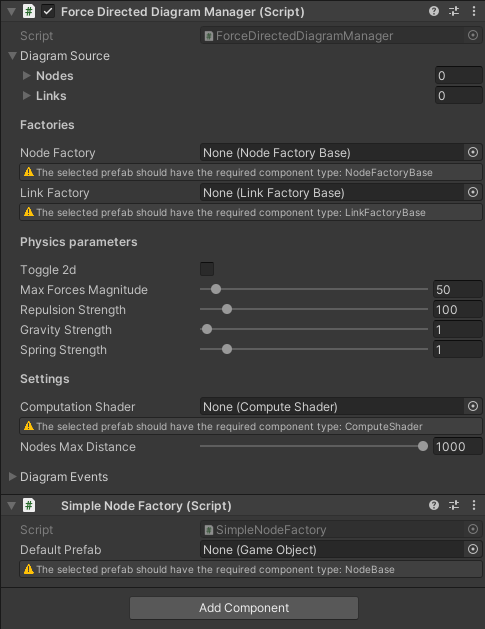 Force Directed Diagram Manager (Script)
Script ForceDirectedDiagramManager
Diagram Source
Nodes 0
Links 0
Factories
Node Factory None (Node Factory Base)
The selected prefab should have the required component type: NodeFactoryBase
Link Factory None (Link Factory Base)
The selected prefab should have the required component type: LinkFactoryBase
Physics parameters
Toggle 2d
Max Forces Magnitude 50
Repulsion Strength 100
Gravity Strength 1
Spring Strength 1
Settings
Computation Shader None (Compute Shader)
The selected prefab should have the required component type: ComputeShader
Nodes Max Distance 1000
Diagram Events
Simple Node Factory (Script)
Script SimpleNodeFactory
Default Prefab None (Game Object)
The selected prefab should have the required component type: NodeBase
Add Component